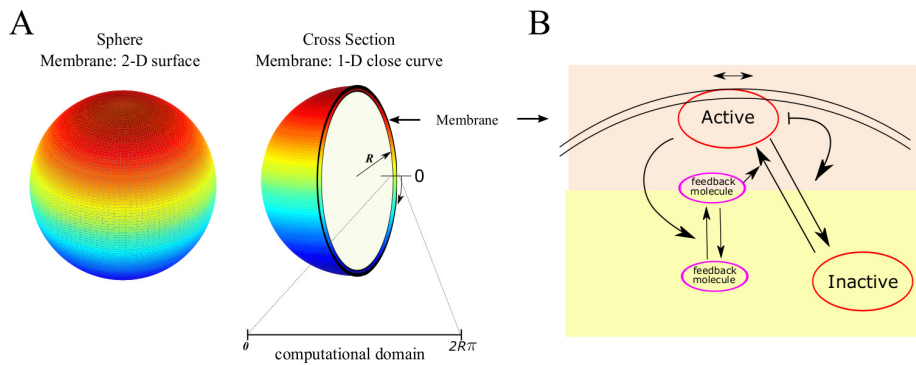 A
Sphere
Membrane: 2-D surface
Cross Section
Membrane: 1-D close curve
R
0
Membrane
0
2Rπ
computational domain
B
Active
feedback
molecule
feedback
molecule
Inactive